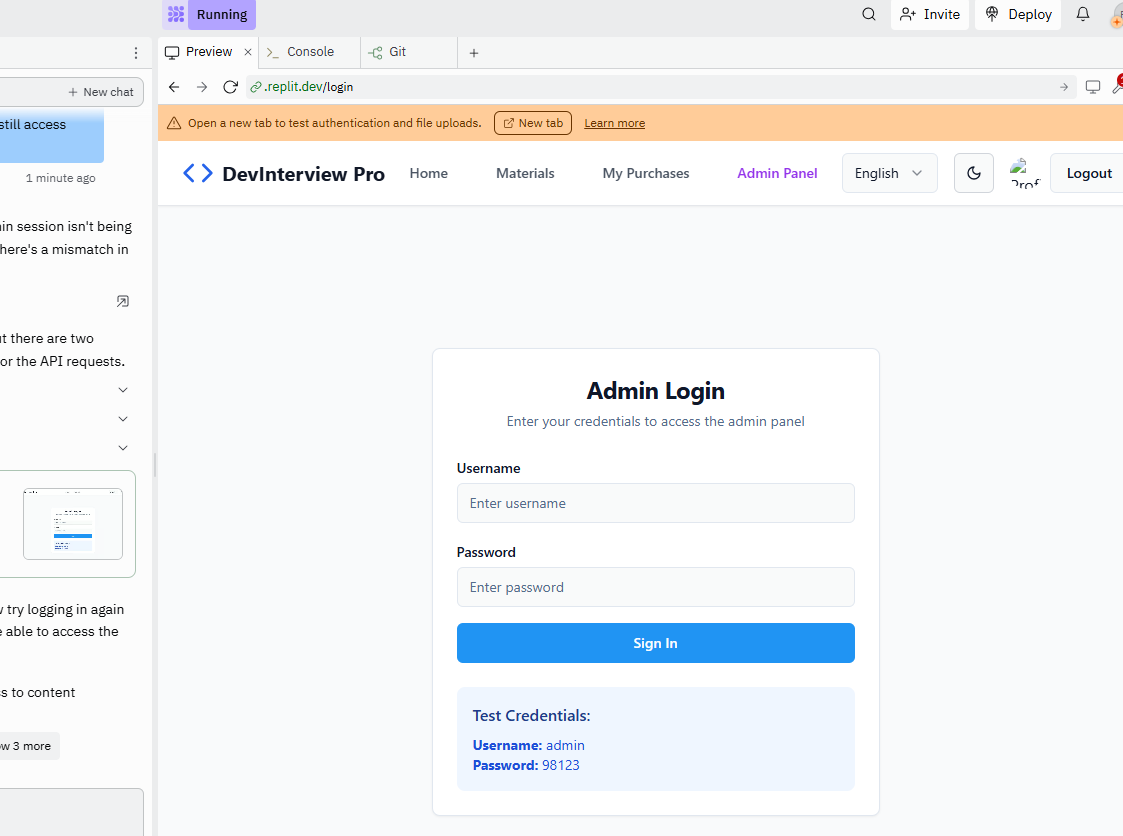 Running
Invite
Deploy
Preview
Console
Git
New chat
.replit.dev/login
still access
Open a new tab to test authentication and file uploads.
New tab
Learn more
1 minute ago
DevInterview Pro
Home
Materials
My Purchases
Admin Panel
English
Prof
Logout
in session isn't being
here's a mismatch in
t there are two
or the API requests.
Admin Login
Enter your credentials to access the admin panel
Username
Enter username
Password
Enter password
Sign In
try logging in again
able to access the
s to content
w 3 more
Test Credentials:
Username: admin
Password: 98123